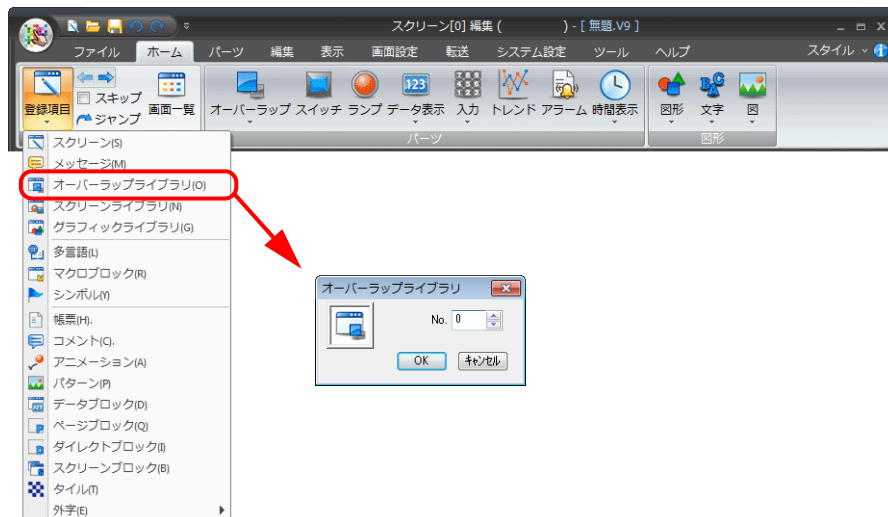 スクリーン[0] 編集 (            ) - [ 無題.V9 ]
ファイル ホーム パーツ 編集 表示 画面設定 転送 システム設定 ツール ヘルプ スタイル
登録項目 スキップ ジャンプ 画面一覧 オーバーラップ スイッチ ランプ データ表示 入力 トレンド アラーム 時間表示 図形 文字 図
パーツ 図形
スクリーン(S)
メッセージ(M)
オーバーラップライブラリ(O)
スクリーンライブラリ(N)
グラフィックライブラリ(G)
多言語(L)
マクロブロック(R)
シンボル(Y)
帳票(H).
コメント(C).
アニメーション(A)
パターン(P)
データブロック(D)
ページブロック(Q)
ダイレクトブロック(I)
スクリーンブロック(B)
タイル(T)
外字(E)
オーバーラップライブラリ
No. 0
OK キャンセル